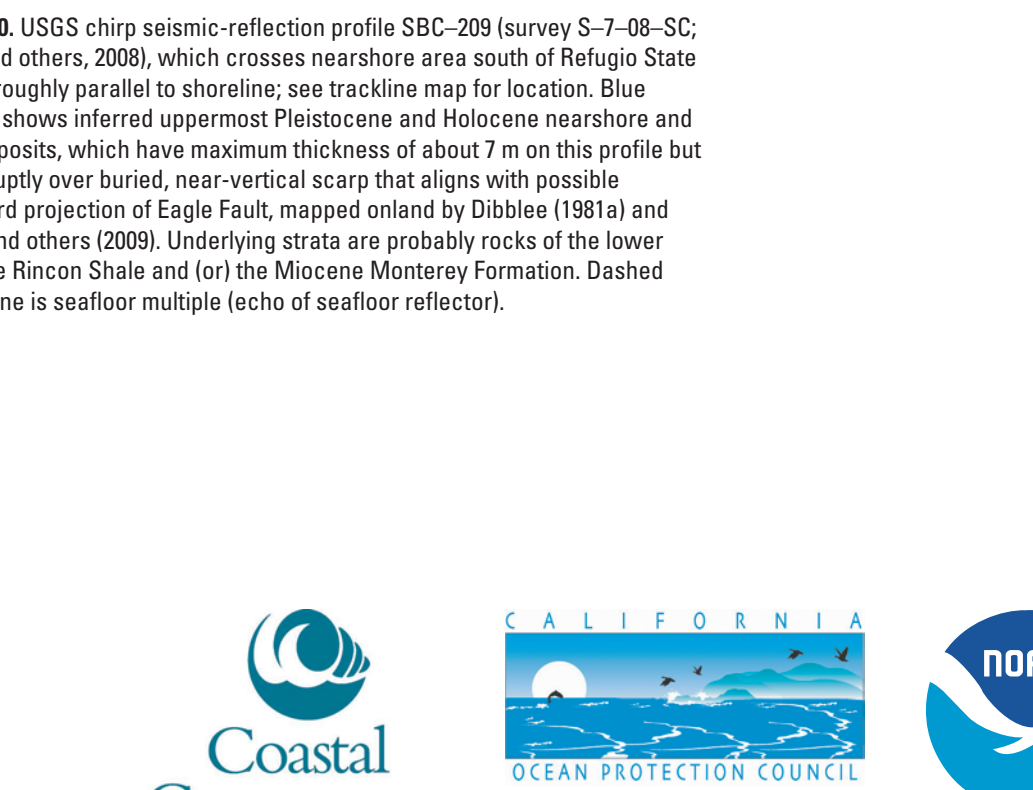 0. USGS chirp seismic-reflection profile SBC–209 (survey S–7–08–SC;
d others, 2008), which crosses nearshore area south of Refugio State
roughly parallel to shoreline; see trackline map for location. Blue
shows inferred uppermost Pleistocene and Holocene nearshore and
posits, which have maximum thickness of about 7 m on this profile but
uptly over buried, near-vertical scarp that aligns with possible
rd projection of Eagle Fault, mapped onland by Dibblee (1981a) and
nd others (2009). Underlying strata are probably rocks of the lower
e Rincon Shale and (or) the Miocene Monterey Formation. Dashed
ne is seafloor multiple (echo of seafloor reflector).
CALIFORNIA
OCEAN PROTECTION COUNCIL
Coastal